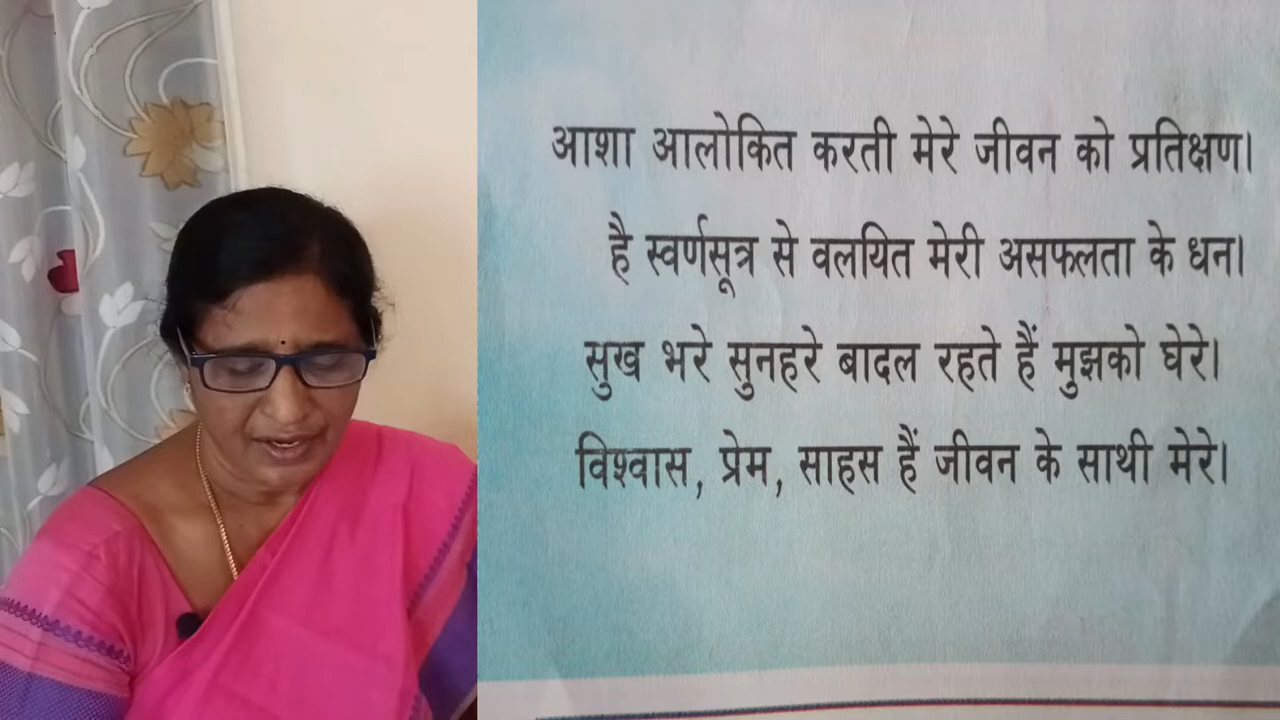 आशा आलोकित करती मेरे जीवन को प्रतिक्षण।
है स्वर्णसूत्र से वलयित मेरी असफलता के धन।
सुख भरे सुनहरे बादल रहते हैं मुझको घेरे।
विश्वास, प्रेम, साहस हैं जीवन के साथी मेरे।